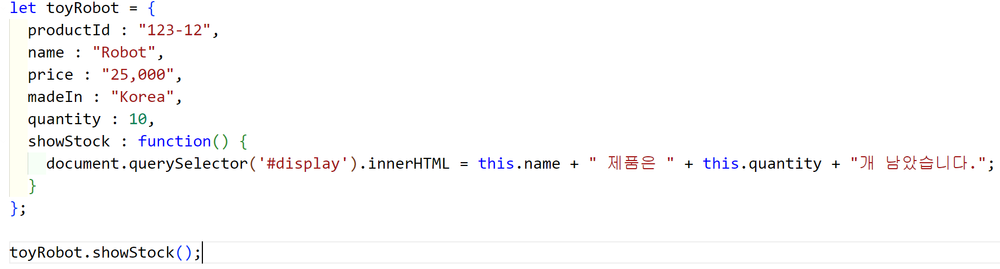 let toyRobot = {
productId : "123-12",
name : "Robot",
price : "25,000",
madeIn : "Korea",
quantity : 10,
showStock : function() {
document.querySelector('#display').innerHTML = this.name + " 제품은 " + this.quantity + "개 남았습니다.";
}
};
toyRobot.showStock();